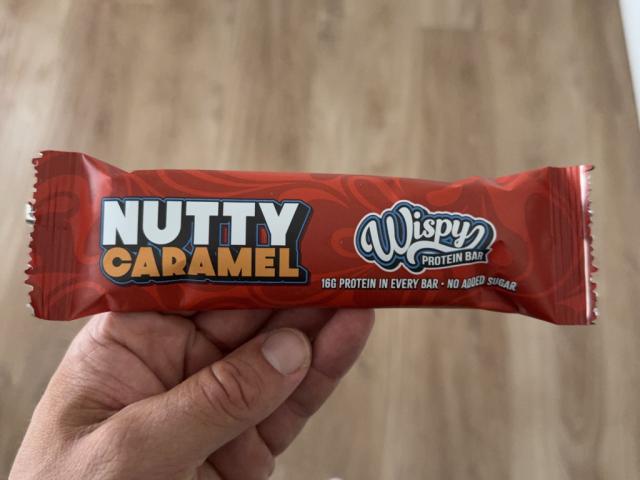 NUTTY
CARAMEL
Wispy
PROTEIN BAR
16G PROTEIN IN EVERY BAR • NO ADDED SUGAR